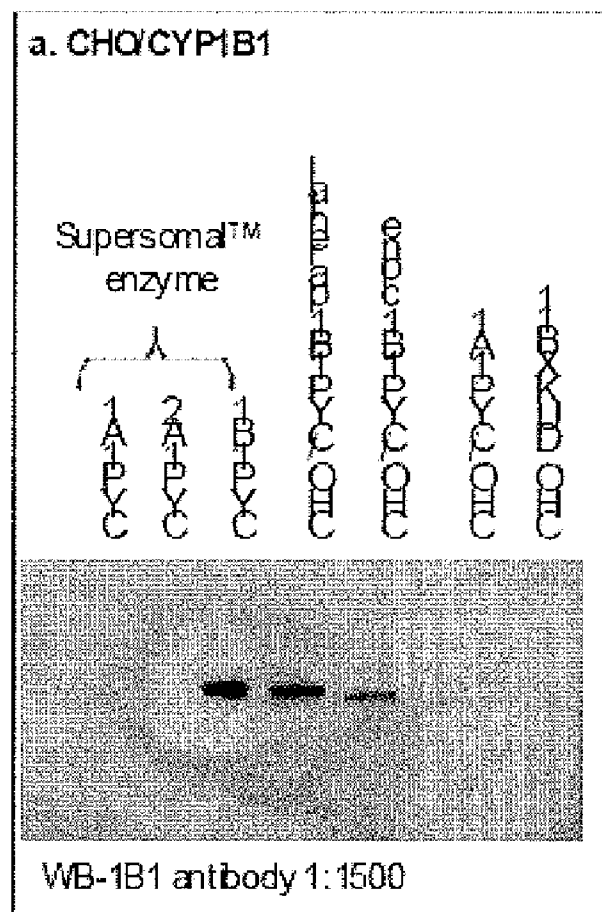 a. CHO/CYP1B1
Supersomal™
enzyme
CYP1A1
CYP1A2
CYP1B1
CHO/CYP1B1
CHO/CYP1B1
CHO/CYP1A1
CHO DUKXB11
WB-1B1 antibody 1:1500